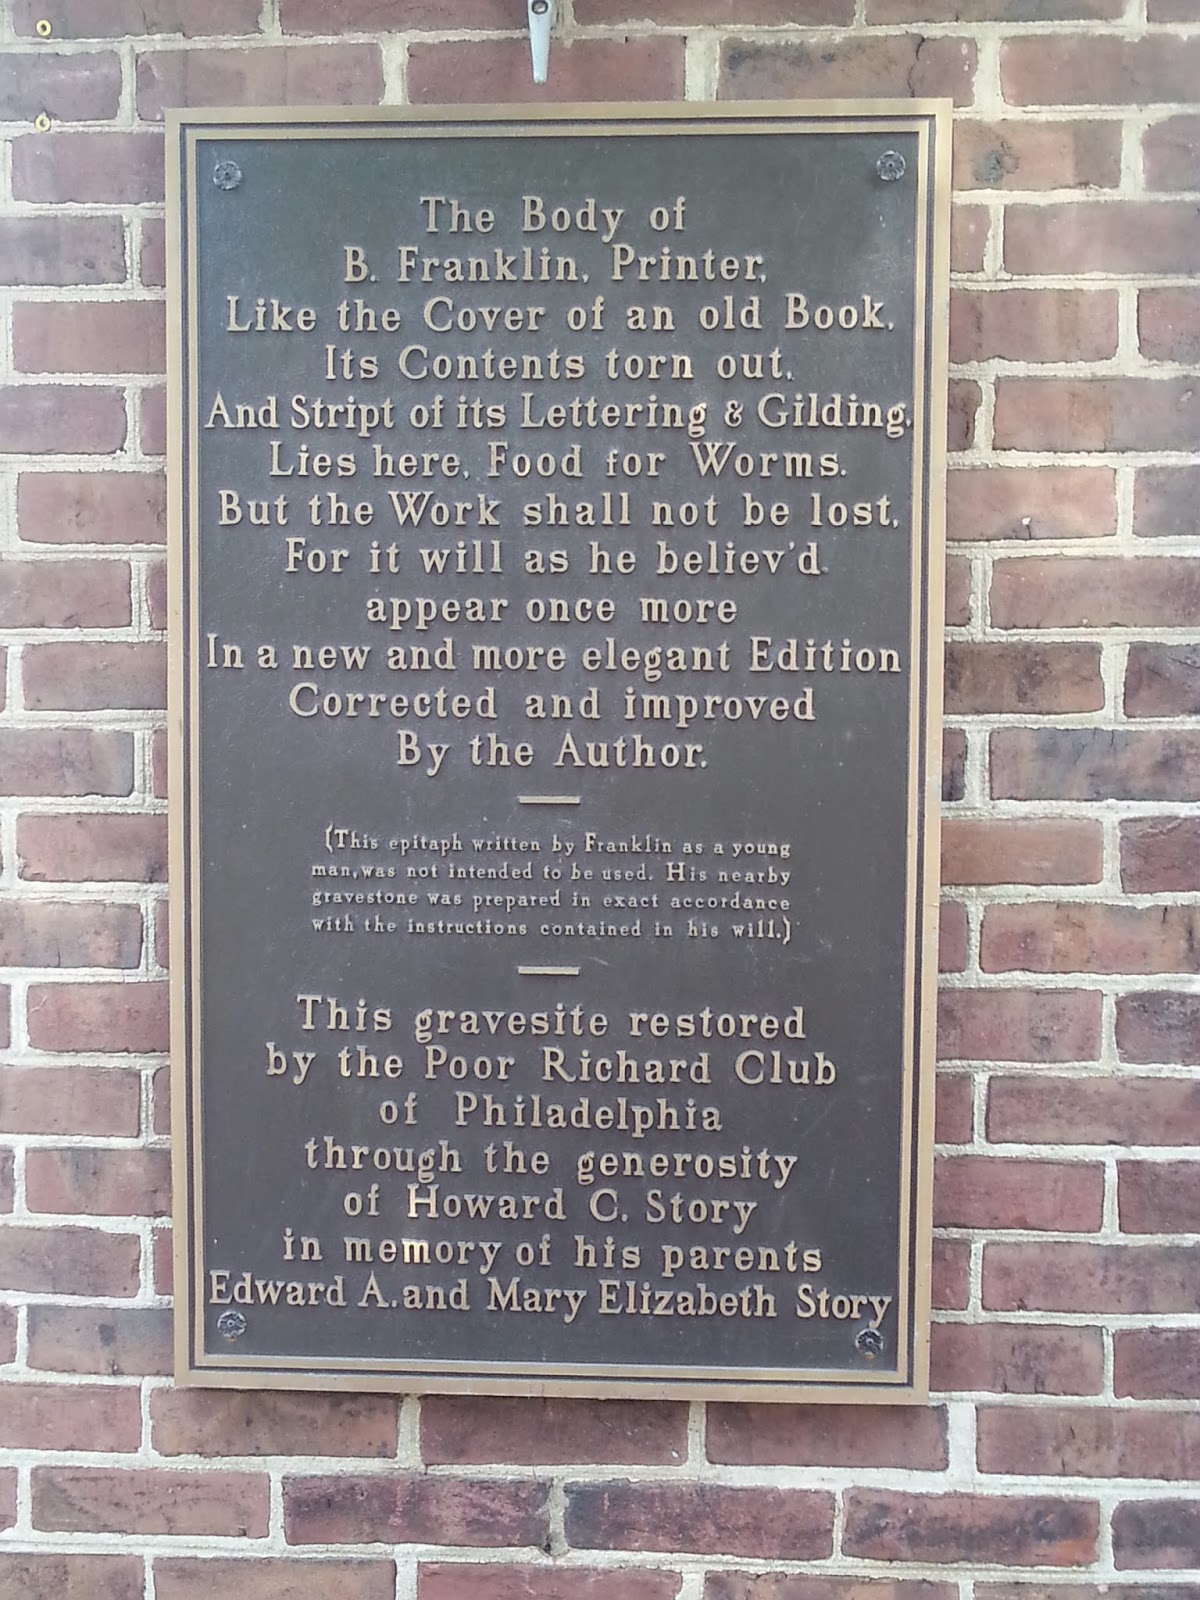 The Body of
B. Franklin, Printer,
Like the Cover of an old Book,
Its Contents torn out,
And Stript of its Lettering & Gilding,
Lies here, Food for Worms.
But the Work shall not be lost,
For it will as he believ'd
appear once more
In a new and more elegant Edition
Corrected and improved
By the Author.
(This epitaph written by Franklin as a young
man, was not intended to be used. His nearby
gravestone was prepared in exact accordance
with the instructions contained in his will.)
This gravesite restored
by the Poor Richard Club
of Philadelphia
through the generosity
of Howard C. Story
in memory of his parents
Edward A. and Mary Elizabeth Story